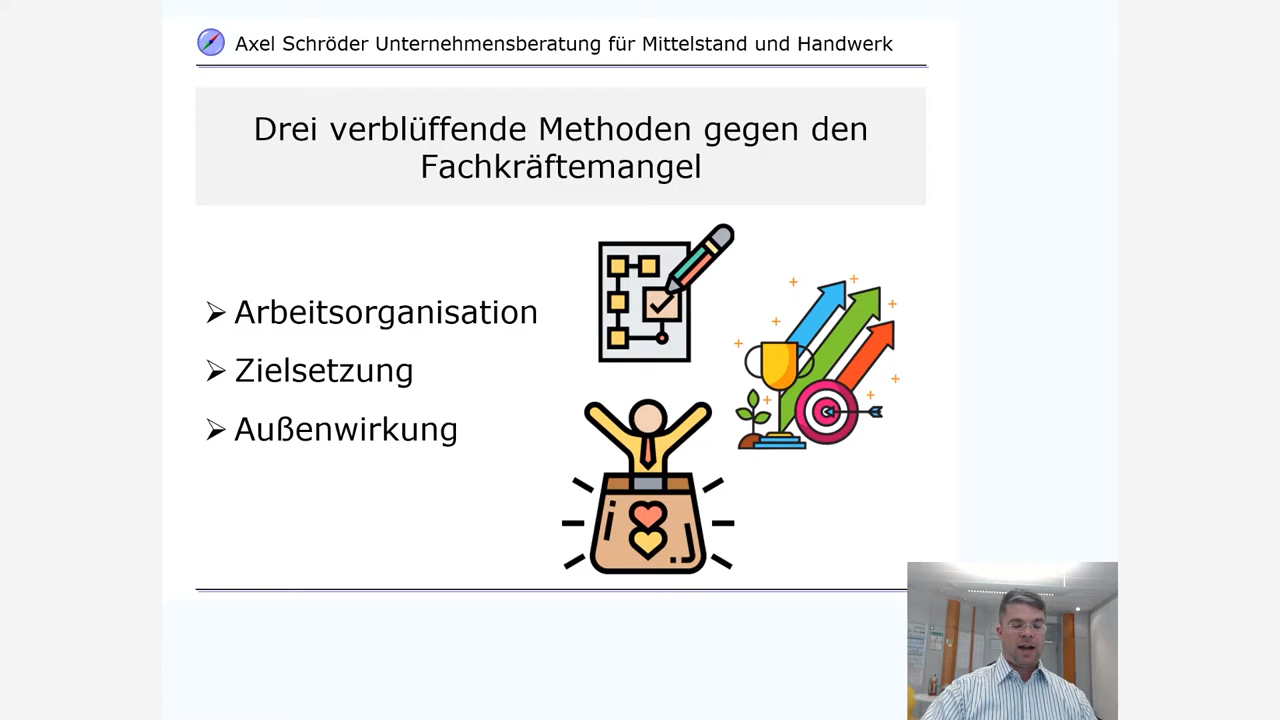 Axel Schröder Unternehmensberatung für Mittelstand und Handwerk
Drei verblüffende Methoden gegen den
Fachkräftemangel
Arbeitsorganisation
Zielsetzung
Außenwirkung